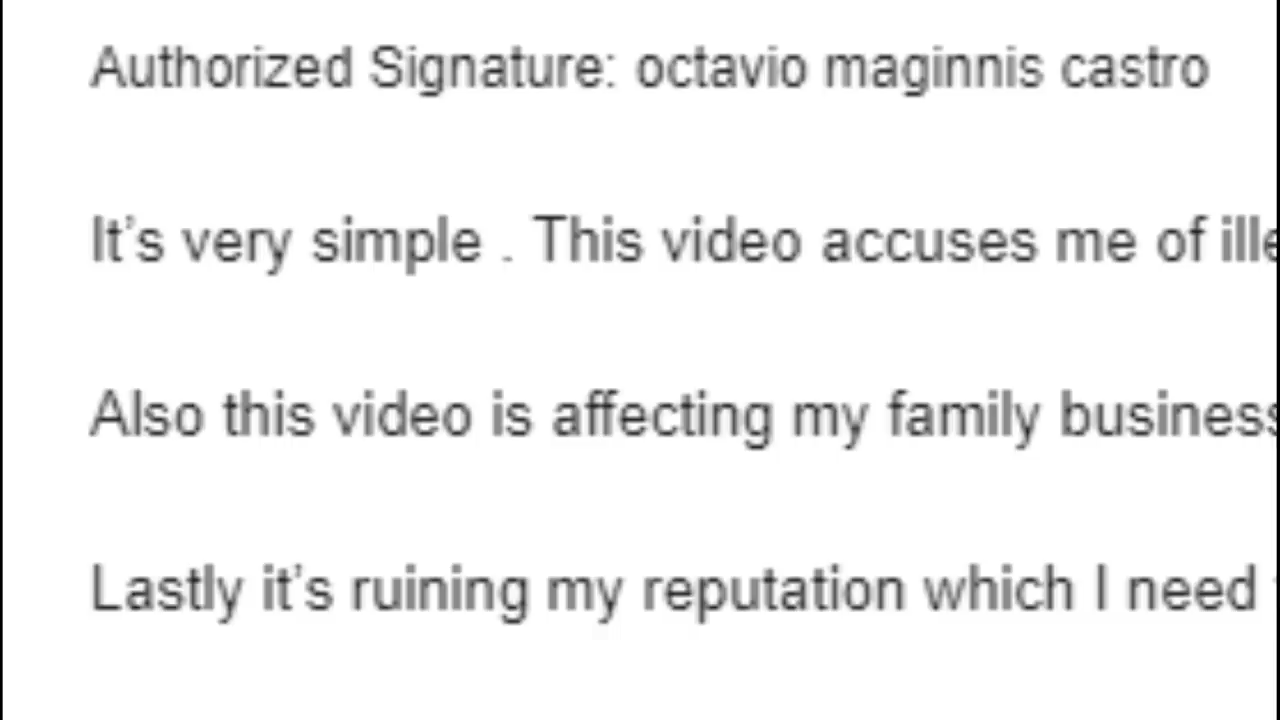 Authorized Signature: octavio maginnis castro
It's very simple . This video accuses me of
Also this video is affecting my family business
Lastly it's ruining my reputation which I need